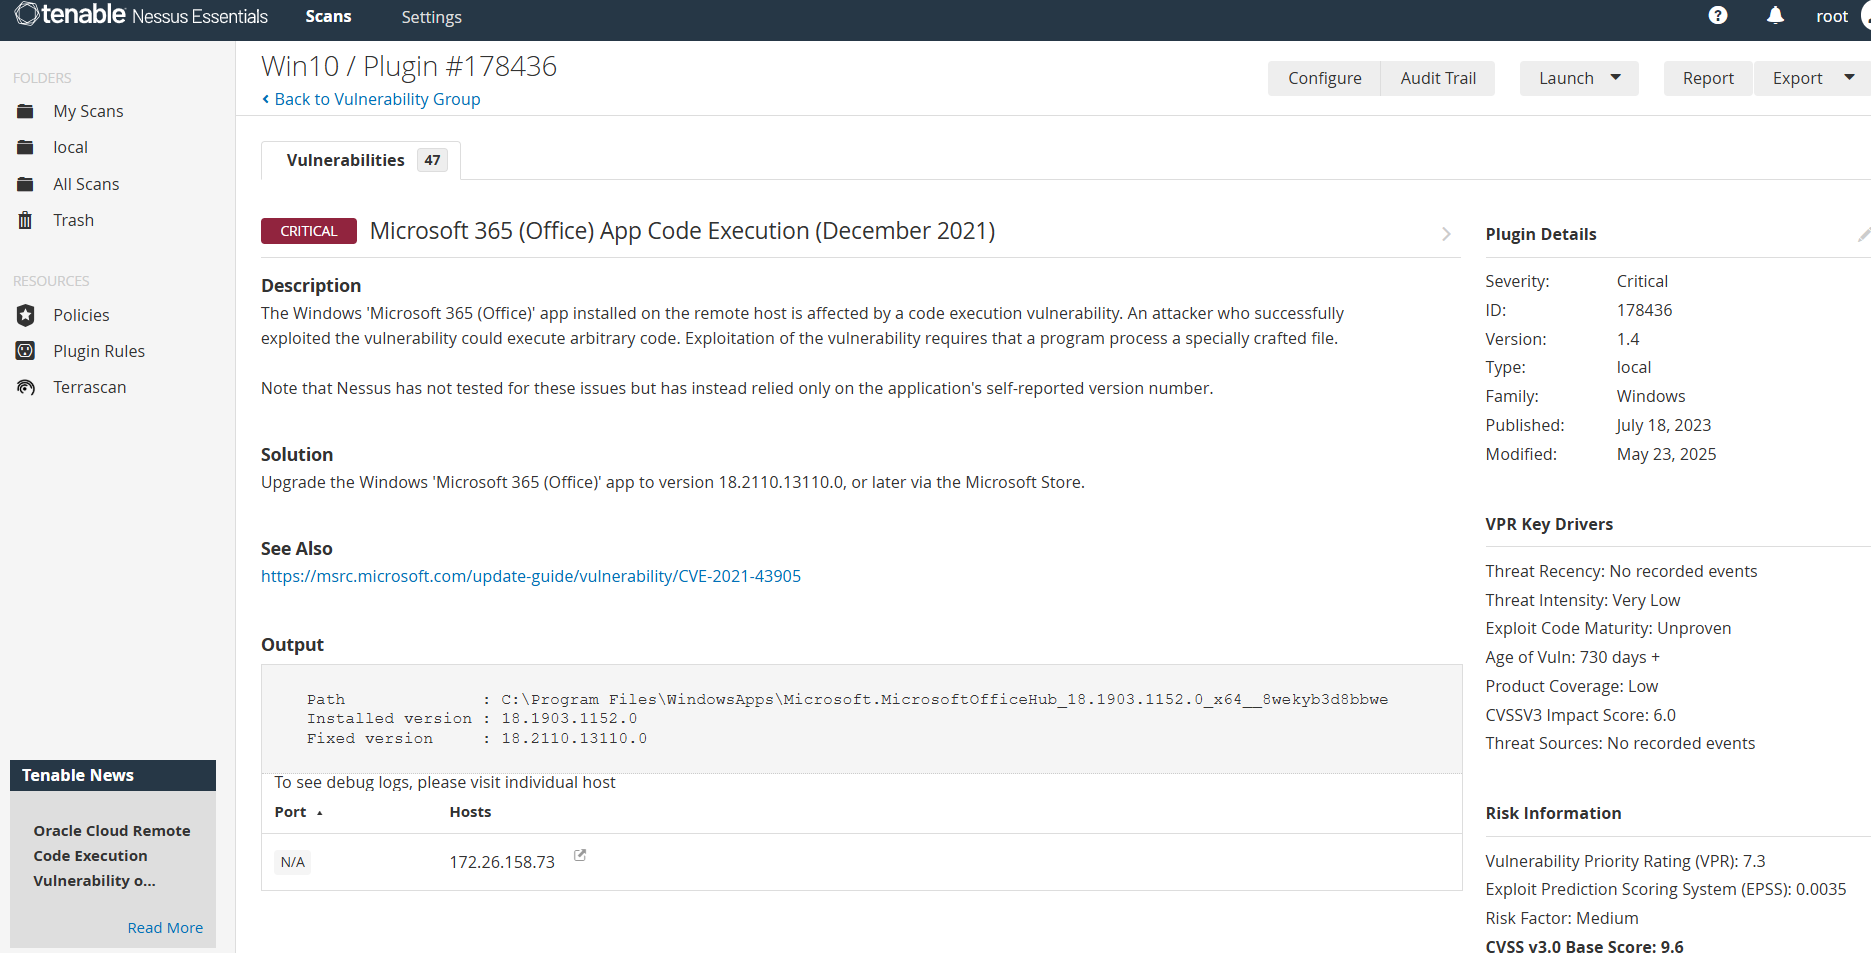 tenable Nessus Essentials
Scans
Settings
root
FOLDERS
My Scans
local
All Scans
Trash
RESOURCES
Policies
Plugin Rules
Terrascan
Tenable News
Oracle Cloud Remote
Code Execution
Vulnerability o...
Read More
Win10 / Plugin #178436
Back to Vulnerability Group
Configure
Audit Trail
Launch
Report
Export
Vulnerabilities 47
CRITICAL Microsoft 365 (Office) App Code Execution (December 2021)
Description
The Windows 'Microsoft 365 (Office)' app installed on the remote host is affected by a code execution vulnerability. An attacker who successfully
exploited the vulnerability could execute arbitrary code. Exploitation of the vulnerability requires that a program process a specially crafted file.
Note that Nessus has not tested for these issues but has instead relied only on the application's self-reported version number.
Solution
Upgrade the Windows 'Microsoft 365 (Office)' app to version 18.2110.13110.0, or later via the Microsoft Store.
See Also
https://msrc.microsoft.com/update-guide/vulnerability/CVE-2021-43905
Output
Path : C:\Program Files\WindowsApps\Microsoft.MicrosoftOfficeHub_18.1903.1152.0_x64__8wekyb3d8bbwe
Installed version : 18.1903.1152.0
Fixed version : 18.2110.13110.0
To see debug logs, please visit individual host
Port Hosts
N/A 172.26.158.73
Plugin Details
Severity: Critical
ID: 178436
Version: 1.4
Type: local
Family: Windows
Published: July 18, 2023
Modified: May 23, 2025
VPR Key Drivers
Threat Recency: No recorded events
Threat Intensity: Very Low
Exploit Code Maturity: Unproven
Age of Vuln: 730 days +
Product Coverage: Low
CVSSV3 Impact Score: 6.0
Threat Sources: No recorded events
Risk Information
Vulnerability Priority Rating (VPR): 7.3
Exploit Prediction Scoring System (EPSS): 0.0035
Risk Factor: Medium
CVSS v3.0 Base Score: 9.6